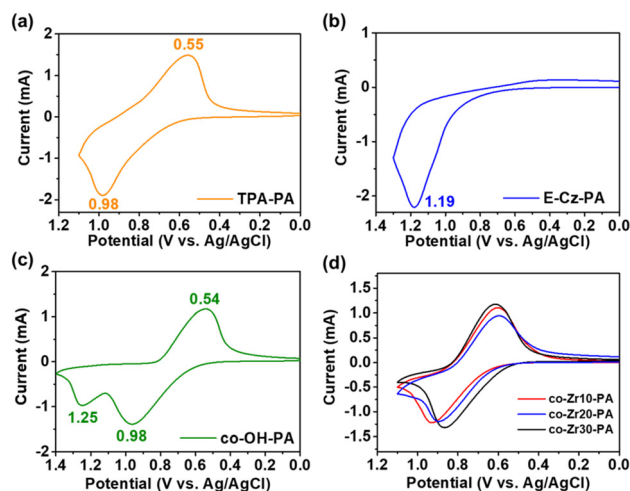 (a)
2
1
0
-1
-2
Current (mA)
0.55
0.98
TPA-PA
1.2 1.0 0.8 0.6 0.4 0.2 0.0
Potential (V vs. Ag/AgCl)
(b)
1
0
-1
-2
Current (mA)
1.19
E-Cz-PA
1.4 1.2 1.0 0.8 0.6 0.4 0.2 0.0
Potential (V vs. Ag/AgCl)
(c)
2
1
0
-1
-2
Current (mA)
0.54
1.25
0.98
co-OH-PA
1.4 1.2 1.0 0.8 0.6 0.4 0.2 0.0
Potential (V vs. Ag/AgCl)
(d)
1.5
1.0
0.5
0.0
-0.5
-1.0
-1.5
Current (mA)
co-Zr10-PA
co-Zr20-PA
co-Zr30-PA
1.2 1.0 0.8 0.6 0.4 0.2 0.0
Potential (V vs. Ag/AgCl)